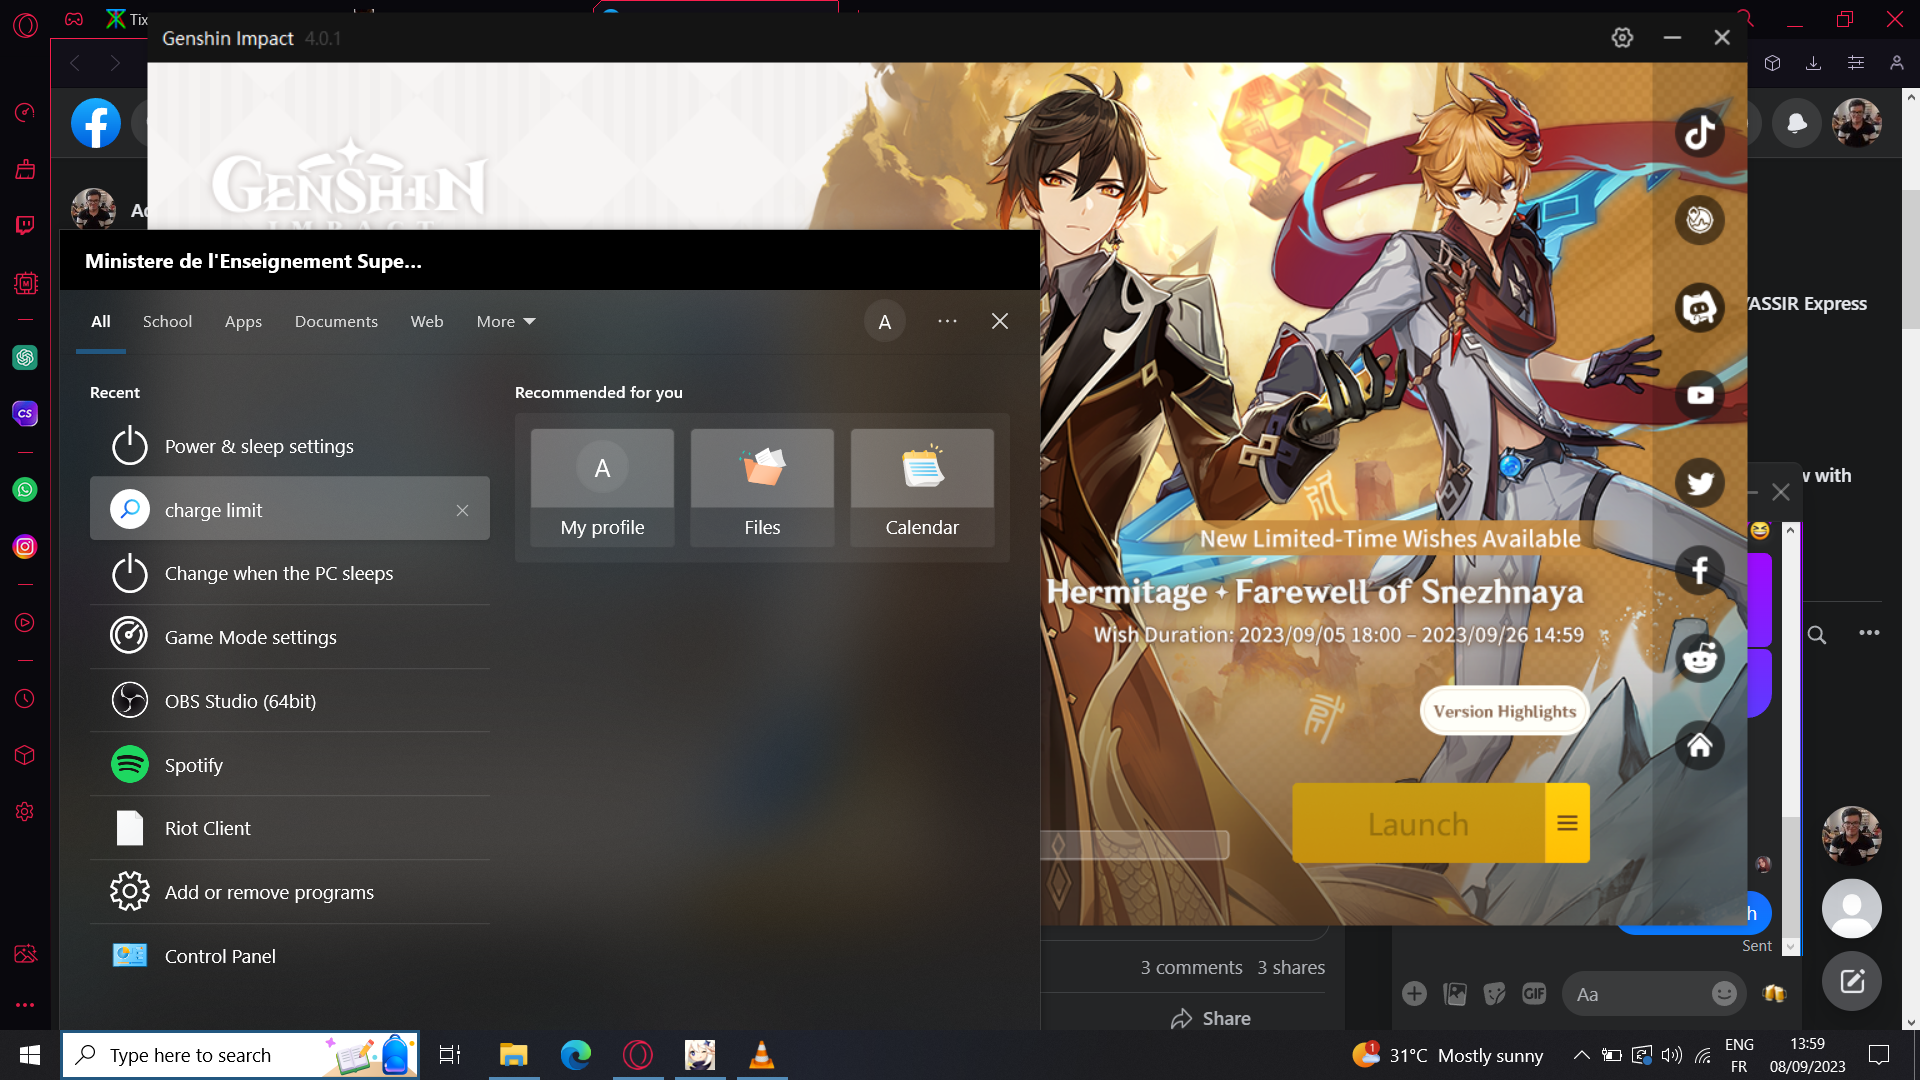 Tix
Genshin Impact 4.0.1
GENSHIN
IMPACT
Ac
Ministere de l'Enseignement Supe...
All
School
Apps
Documents
Web
More
A
Recent
Power & sleep settings
charge limit
Change when the PC sleeps
Game Mode settings
OBS Studio (64bit)
Spotify
Riot Client
Add or remove programs
Control Panel
Recommended for you
A
My profile
Files
Calendar
New Limited-Time Wishes Available
Hermitage ✦ Farewell of Snezhnaya
Wish Duration: 2023/09/05 18:00 – 2023/09/26 14:59
Version Highlights
Launch
YASSIR Express
w with
h
Sent
3 comments 3 shares
Share
GIF
Aa
CS
M
Type here to search
1
31°C Mostly sunny
ENG
FR
13:59
08/09/2023